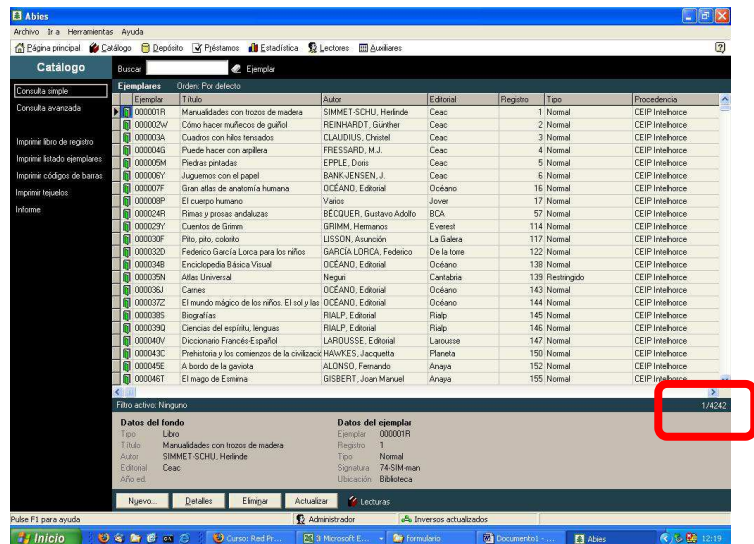 Abies
Archivo Ir a Herramientas Ayuda
Página principal Catálogo Depósito Préstamos Estadística Lectores Auxiliares
Catálogo Buscar Ejemplar
Consulta simple
Consulta avanzada
Imprimir libro de registro
Imprimir listado ejemplares
Imprimir códigos de barras
Imprimir tejuelos
Informe
Ejemplares Orden: Por defecto
Ejemplar Título Autor Editorial Registro Tipo Procedencia
000001R Manualidades con trozos de madera SIMMET-SCHU, Herlinde Ceac 1 Normal CEIP Intelhorce
000002W Cómo hacer muñecos de guiñol REINHARDT, Günther Ceac 2 Normal CEIP Intelhorce
000003A Cuadros con hilos tensados CLAUDIUS, Christel Ceac 3 Normal CEIP Intelhorce
000004G Puede hacer con arpillera FRESSARD, M.J. Ceac 4 Normal CEIP Intelhorce
000005M Piedras pintadas EPPLE, Doris Ceac 5 Normal CEIP Intelhorce
000006Y Juguemos con el papel BANK-JENSEN, J. Ceac 6 Normal CEIP Intelhorce
000007F Gran atlas de anatomía humana OCÉANO, Editorial Océano 16 Normal CEIP Intelhorce
000008P El cuerpo humano Varios Jover 17 Normal CEIP Intelhorce
000024R Rimas y prosas andaluzas BÉCQUER, Gustavo Adolfo BCA 57 Normal CEIP Intelhorce
000029Y Cuentos de Grimm GRIMM, Hermanos Everest 114 Normal CEIP Intelhorce
000030F Pito, pito, colorito LISSON, Asunción La Galera 117 Normal CEIP Intelhorce
000032D Federico García Lorca para los niños GARCÍA LORCA, Federico De la torre 122 Normal CEIP Intelhorce
000034B Enciclopedia Básica Visual OCÉANO, Editorial Océano 138 Normal CEIP Intelhorce
000035N Atlas Universal Neguri Cantabria 139 Restringido CEIP Intelhorce
000036J Carnes OCÉANO, Editorial Océano 143 Normal CEIP Intelhorce
000037Z El mundo mágico de los niños. El sol y las OCÉANO, Editorial Océano 144 Normal CEIP Intelhorce
000038S Biografías RIALP, Editorial Rialp 145 Normal CEIP Intelhorce
000039Q Ciencias del espíritu, lenguas RIALP, Editorial Rialp 146 Normal CEIP Intelhorce
000040V Diccionario Francés-Español LAROUSSE, Editorial Larousse 147 Normal CEIP Intelhorce
000043C Prehistoria y los comienzos de la civilizació HAWKES, Jacquetta Planeta 150 Normal CEIP Intelhorce
000045E A bordo de la gaviota ALONSO, Fernando Anaya 152 Normal CEIP Intelhorce
000046T El mago de Esmirna GISBERT, Joan Manuel Anaya 155 Normal CEIP Intelhorce
Filtro activo: Ninguno 1/4242
Datos del fondo
Tipo Libro
Título Manualidades con trozos de madera
Autor SIMMET-SCHU, Herlinde
Editorial Ceac
Año ed.
Datos del ejemplar
Ejemplar 000001R
Registro 1
Tipo Normal
Signatura 74-SIM-man
Ubicación Biblioteca
Nuevo... Detalles Eliminar Actualizar Lecturas
Pulse F1 para ayuda Administrador Inversos actualizados
Inicio Curso: Red Pr... 3 Microsoft E... formulario Documento1 - ... Abies 12:19